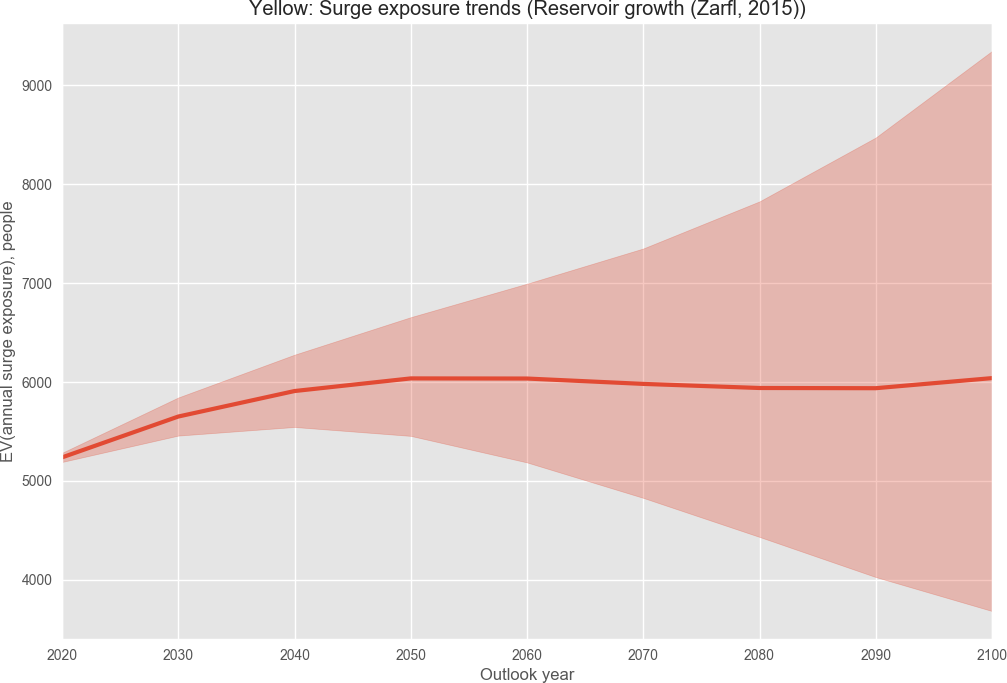 Yellow: Surge exposure trends (Reservoir growth (Zarfl, 2015))
EV(annual surge exposure), people
9000
8000
7000
6000
5000
4000
2020 2030 2040 2050 2060 2070 2080 2090 2100
Outlook year